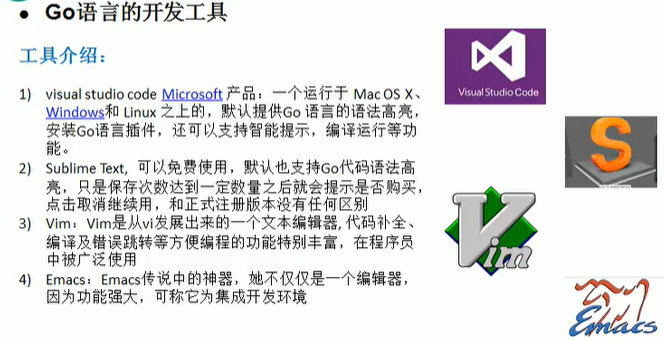 ● Go语言的开发工具
工具介绍：
1) visual studio code Microsoft 产品：一个运行于 Mac OS X、
Windows和 Linux 之上的，默认提供Go 语言的语法高亮，
安装Go语言插件，还可以支持智能提示，编译运行等功
能。
2) Sublime Text, 可以免费使用，默认也支持Go代码语法高
亮，只是保存次数达到一定数量之后就会提示是否购买，
点击取消继续用，和正式注册版本没有任何区别
3) Vim：Vim是从vi发展出来的一个文本编辑器, 代码补全、
编译及错误跳转等方便编程的功能特别丰富，在程序员
中被广泛使用
4) Emacs：Emacs传说中的神器，她不仅仅是一个编辑器，
因为功能强大，可称它为集成开发环境
Visual Studio Code
S
Vim
Emacs